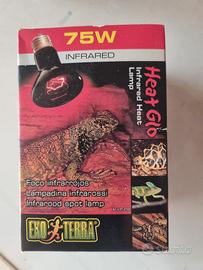 75W
INFRARED
Heat Glo
Infrared Heat
Lamp
Foco infrarrojos
Lampadina infrarossi
Infrarood spot lamp
EXO TERRA